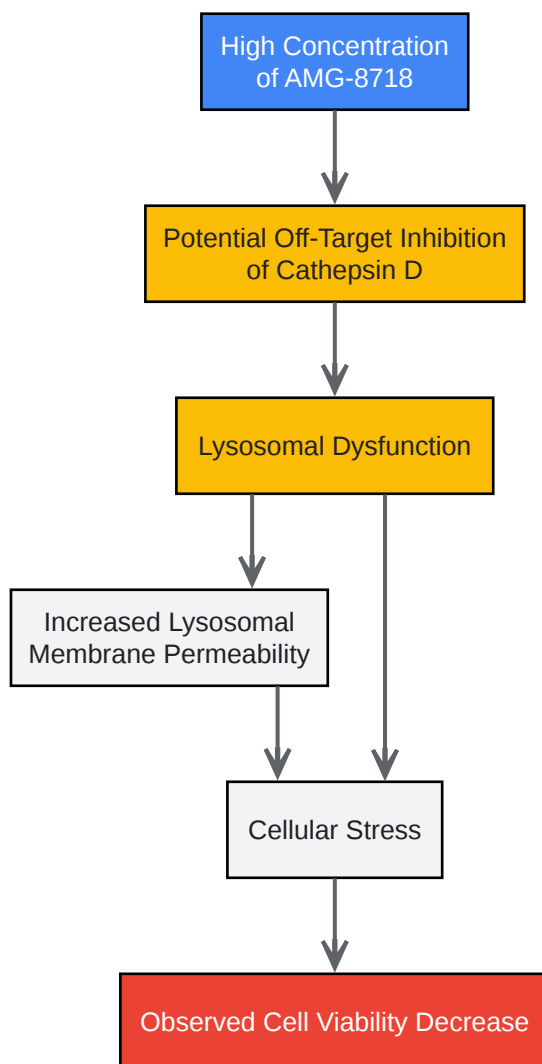 High Concentration
of AMG-8718
Potential Off-Target Inhibition
of Cathepsin D
Lysosomal Dysfunction
Increased Lysosomal
Membrane Permeability
Cellular Stress
Observed Cell Viability Decrease